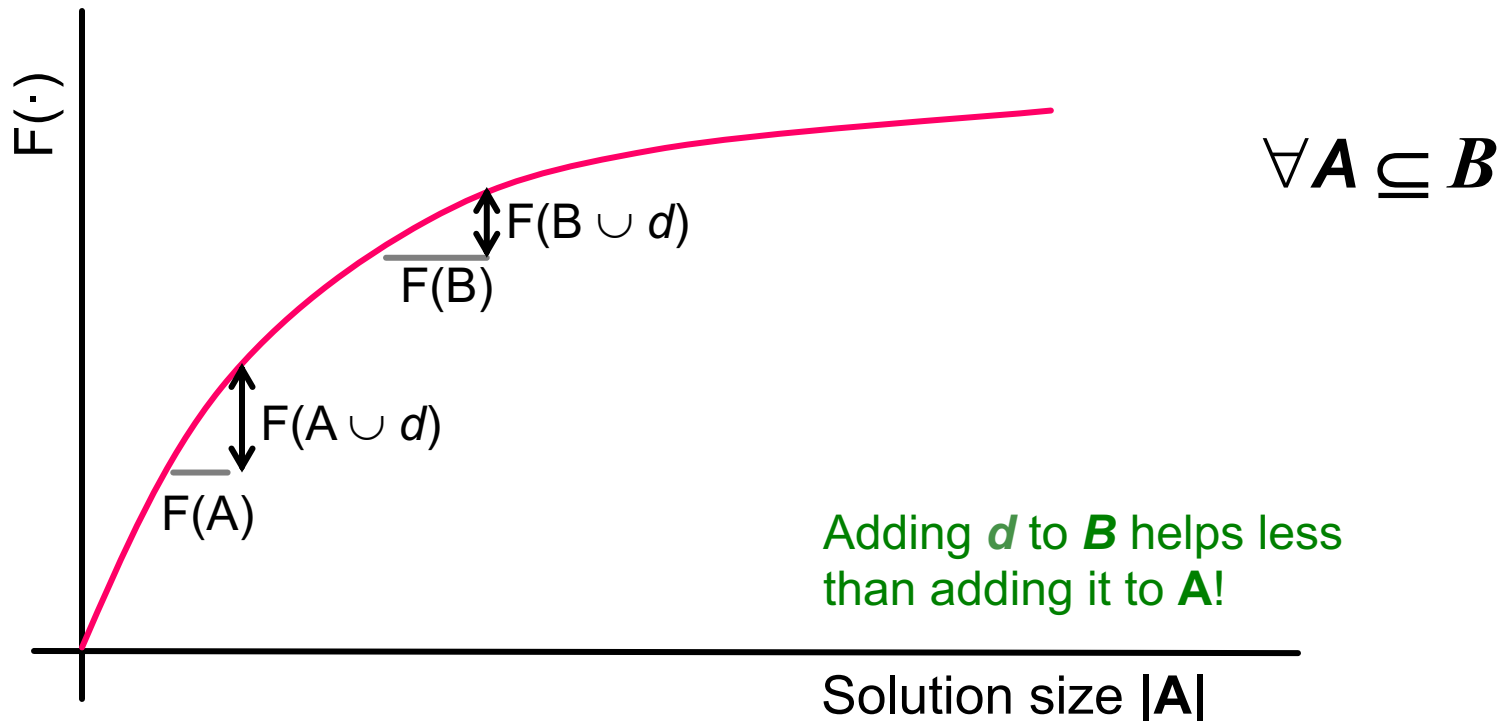 F(·)
∀A ⊆ B
F(B ∪ d)
F(B)
F(A ∪ d)
F(A)
Adding d to B helps less
than adding it to A!
Solution size |A|